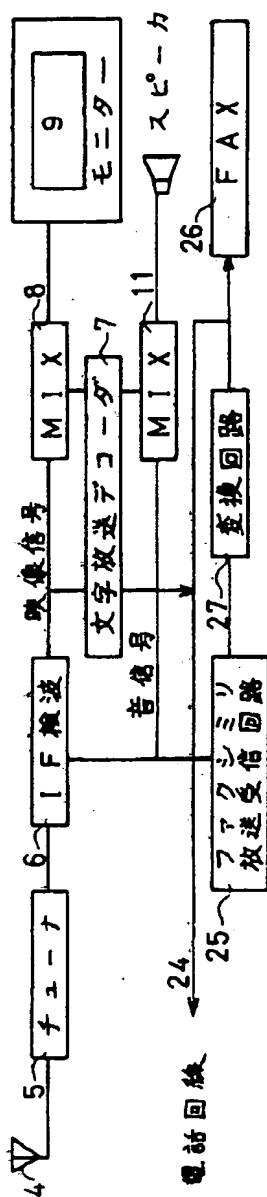 4
5
チューナ
6
IF検波
映像信号
8
MIX
9
モニター
文字放送デコーダ
7
音信号
MIX
11
スピーカ
電話回線
24
25
ファクシミリ
放送受信回路
27
変換回路
26
FAX